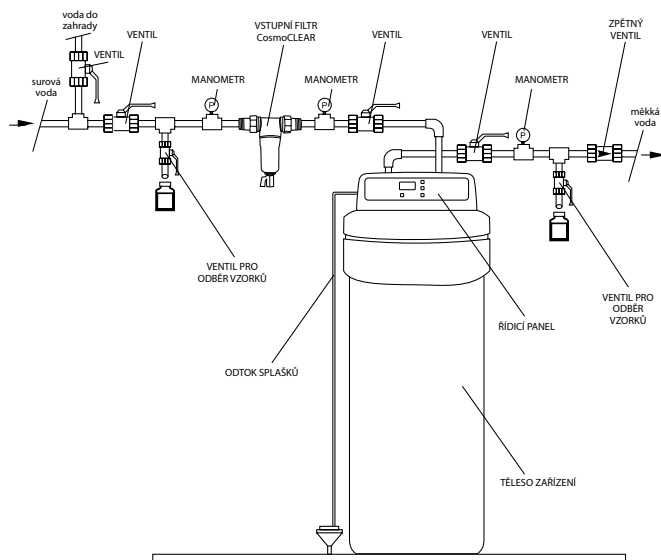 voda do
zahrady
VENTIL
VENTIL
VSTUPNÍ FILTR
CosmoCLEAR
VENTIL
VENTIL
ZPĚTNÝ
VENTIL
surová
voda
MANOMETR
P
MANOMETR
P
MANOMETR
P
měkká
voda
VENTIL PRO
ODBĚR VZORKŮ
VENTIL PRO
ODBĚR
VZORKŮ
ŘÍDICÍ PANEL
ODTOK SPLAŠKŮ
TĚLESO ZAŘÍZENÍ